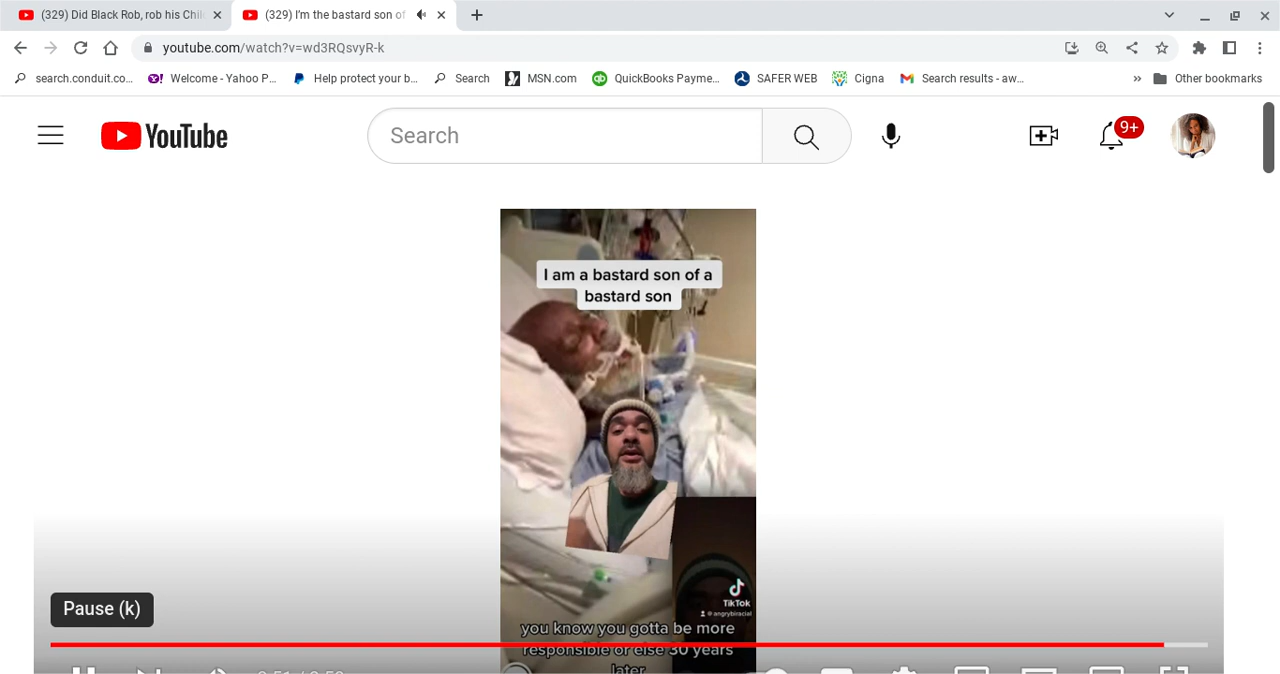 (329) Did Black Rob, rob his Chil
(329) I'm the bastard son of
youtube.com/watch?v=wd3RQsvyR-k
search.conduit.co...
Welcome - Yahoo P...
Help protect your b...
Search
MSN.com
QuickBooks Payme...
SAFER WEB
Cigna
Search results - aw...
»
Other bookmarks
YouTube
Search
9+
I am a bastard son of a
bastard son
TikTok
@angrybiracial
you know you gotta be more
responsible or else 30 years
later
Pause (k)